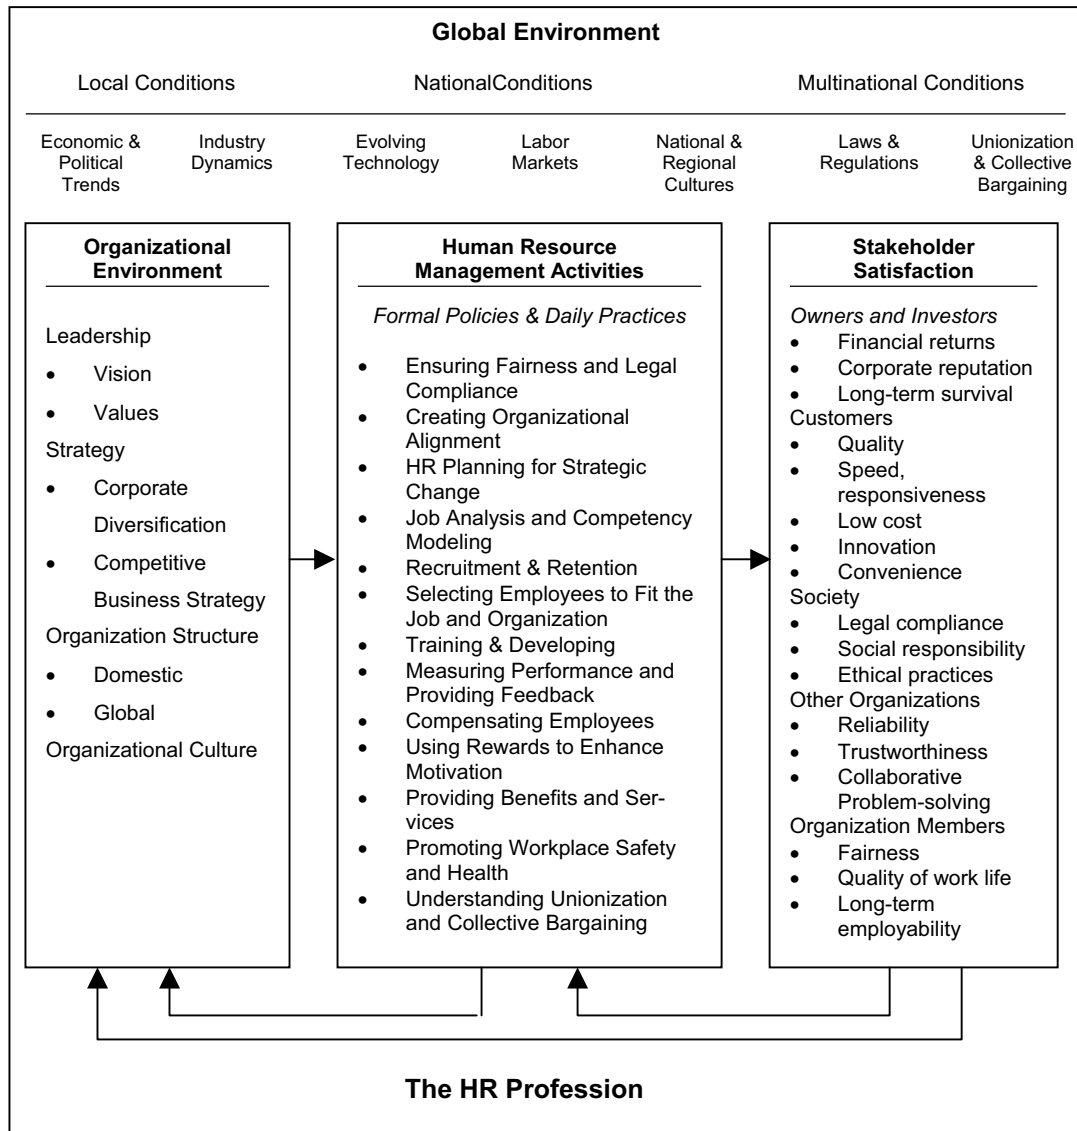 Global Environment
Local Conditions NationalConditions Multinational Conditions
Economic & Political Trends
Industry Dynamics
Evolving Technology
Labor Markets
National & Regional Cultures
Laws & Regulations
Unionization & Collective Bargaining
Organizational
Environment
Leadership
• Vision
• Values
Strategy
• Corporate
Diversification
• Competitive
Business Strategy
Organization Structure
• Domestic
• Global
Organizational Culture
Human Resource
Management Activities
Formal Policies & Daily Practices
• Ensuring Fairness and Legal
Compliance
• Creating Organizational
Alignment
• HR Planning for Strategic
Change
• Job Analysis and Competency
Modeling
• Recruitment & Retention
• Selecting Employees to Fit the
Job and Organization
• Training & Developing
• Measuring Performance and
Providing Feedback
• Compensating Employees
• Using Rewards to Enhance
Motivation
• Providing Benefits and Ser-
vices
• Promoting Workplace Safety
and Health
• Understanding Unionization
and Collective Bargaining
Stakeholder
Satisfaction
Owners and Investors
• Financial returns
• Corporate reputation
• Long-term survival
Customers
• Quality
• Speed,
responsiveness
• Low cost
• Innovation
• Convenience
Society
• Legal compliance
• Social responsibility
• Ethical practices
Other Organizations
• Reliability
• Trustworthiness
• Collaborative
Problem-solving
Organization Members
• Fairness
• Quality of work life
• Long-term
employability
The HR Profession